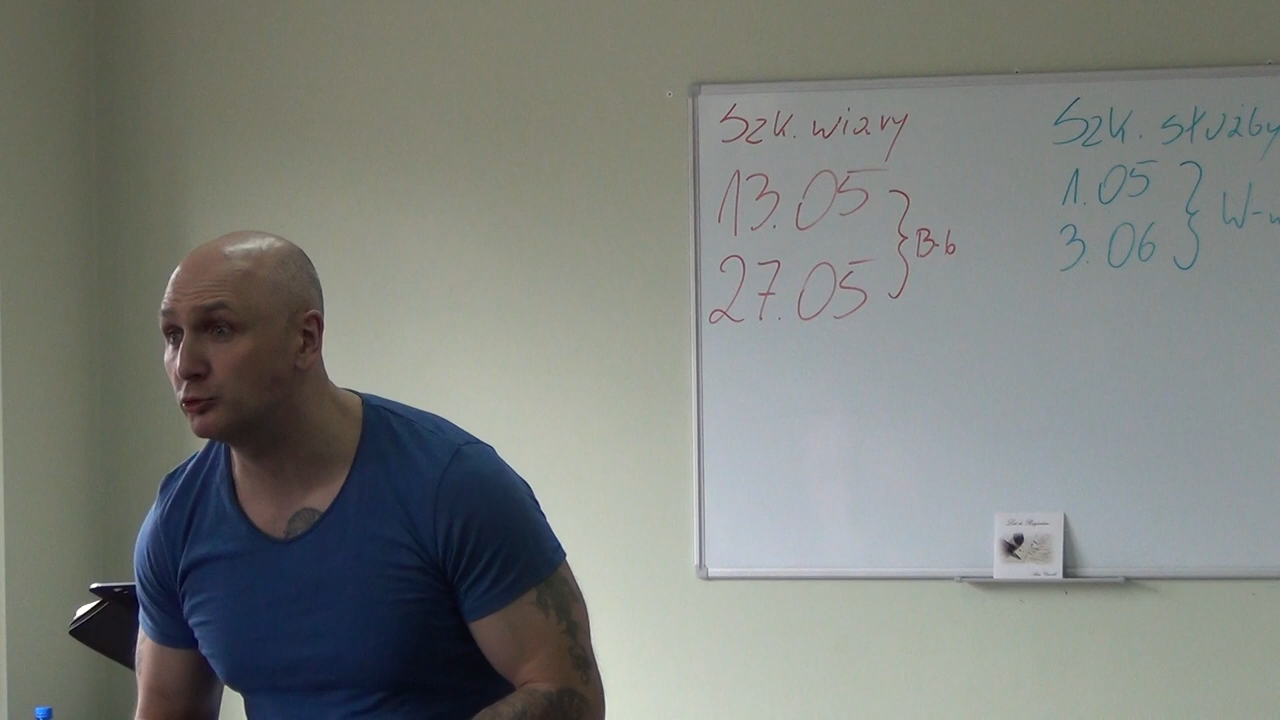 Szk. wiary
13.05
27.05
B-b
Szk. służby
1.05
3.06
W-w